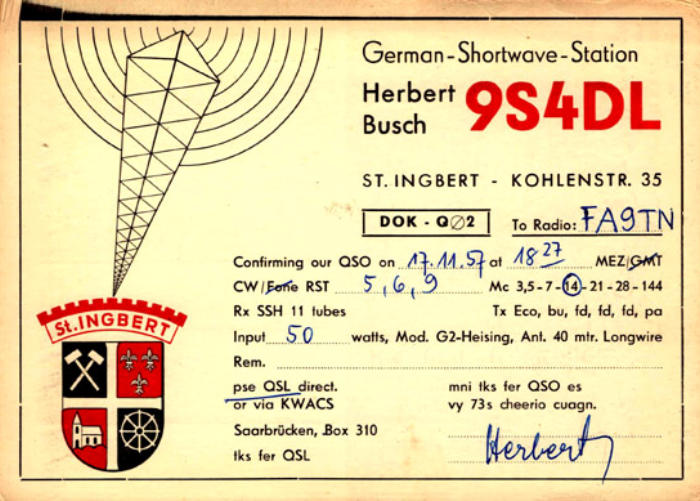 German-Shortwave-Station
Herbert Busch 9S4DL
ST. INGBERT - KOHLENSTR. 35
DOK - QØ2 To Radio: FA9TN
Confirming our QSO on 17.11.57 at 18 27 MEZ/GMT
CW/Fone RST 5,6,9 Mc 3,5-7-14-21-28-144
Rx SSH 11 tubes Tx Eco, bu, fd, fd, fd, pa
Input 50 watts, Mod. G2-Heising, Ant. 40 mtr. Longwire
Rem.
pse QSL direct. mni tks fer QSO es
or via KWACS vy 73s cheerio cuagn.
Saarbrücken, Box 310
tks fer QSL Herbert
St. INGBERT